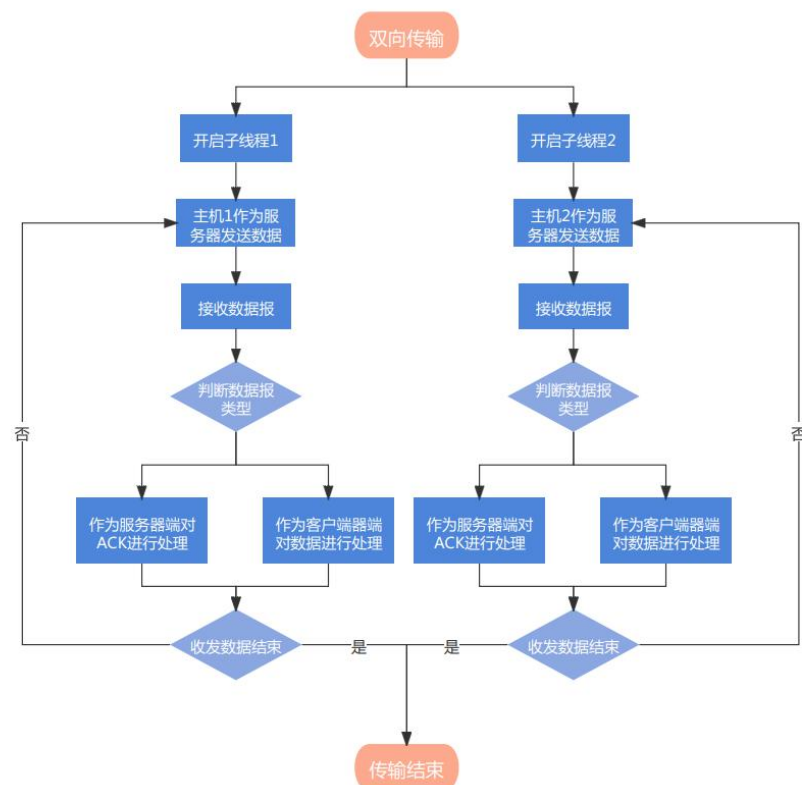 双向传输
开启子线程1
开启子线程2
主机1作为服
务器发送数据
主机2作为服
务器发送数据
接收数据报
接收数据报
判断数据报
类型
判断数据报
类型
否
否
作为服务器端对
ACK进行处理
作为客户端器端
对数据进行处理
作为服务器端对
ACK进行处理
作为客户端器端
对数据进行处理
收发数据结束
是
是
收发数据结束
传输结束